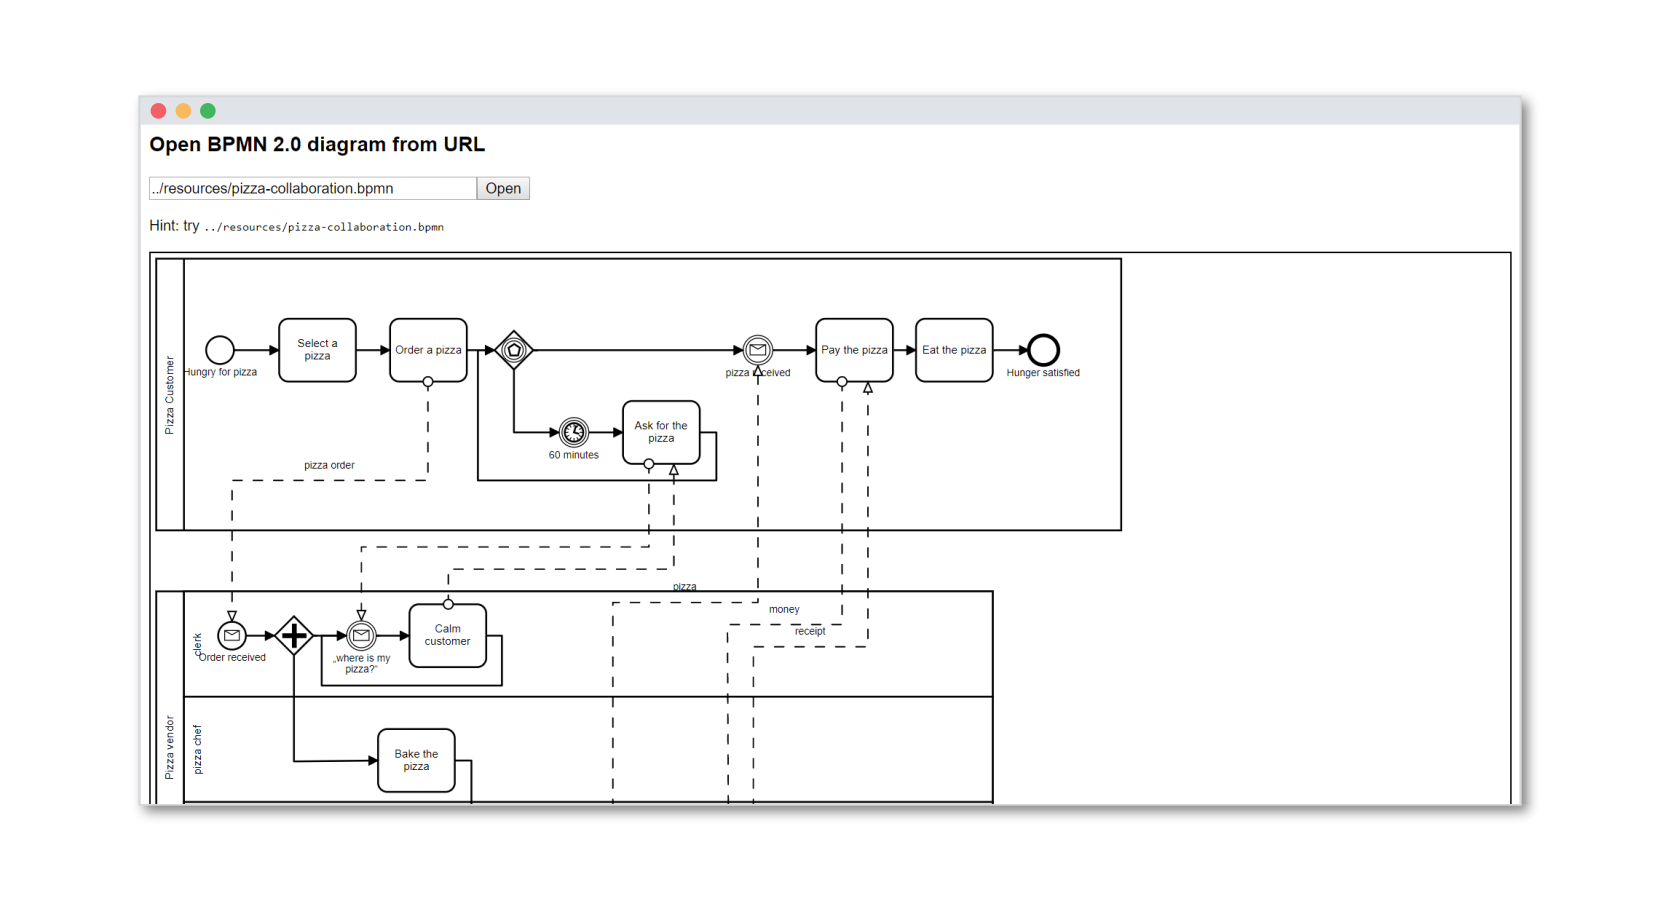 Open BPMN 2.0 diagram from URL
../resources/pizza-collaboration.bpmn
Open
Hint: try ../resources/pizza-collaboration.bpmn
Pizza Customer
Hungry for pizza
Select a
pizza
Order a pizza
pizza received
Pay the pizza
Eat the pizza
Hunger satisfied
60 minutes
Ask for the
pizza
pizza order
pizza
money
receipt
Pizza vendor
clerk
Order received
„where is my
pizza?“
Calm
customer
pizza chef
Bake the
pizza